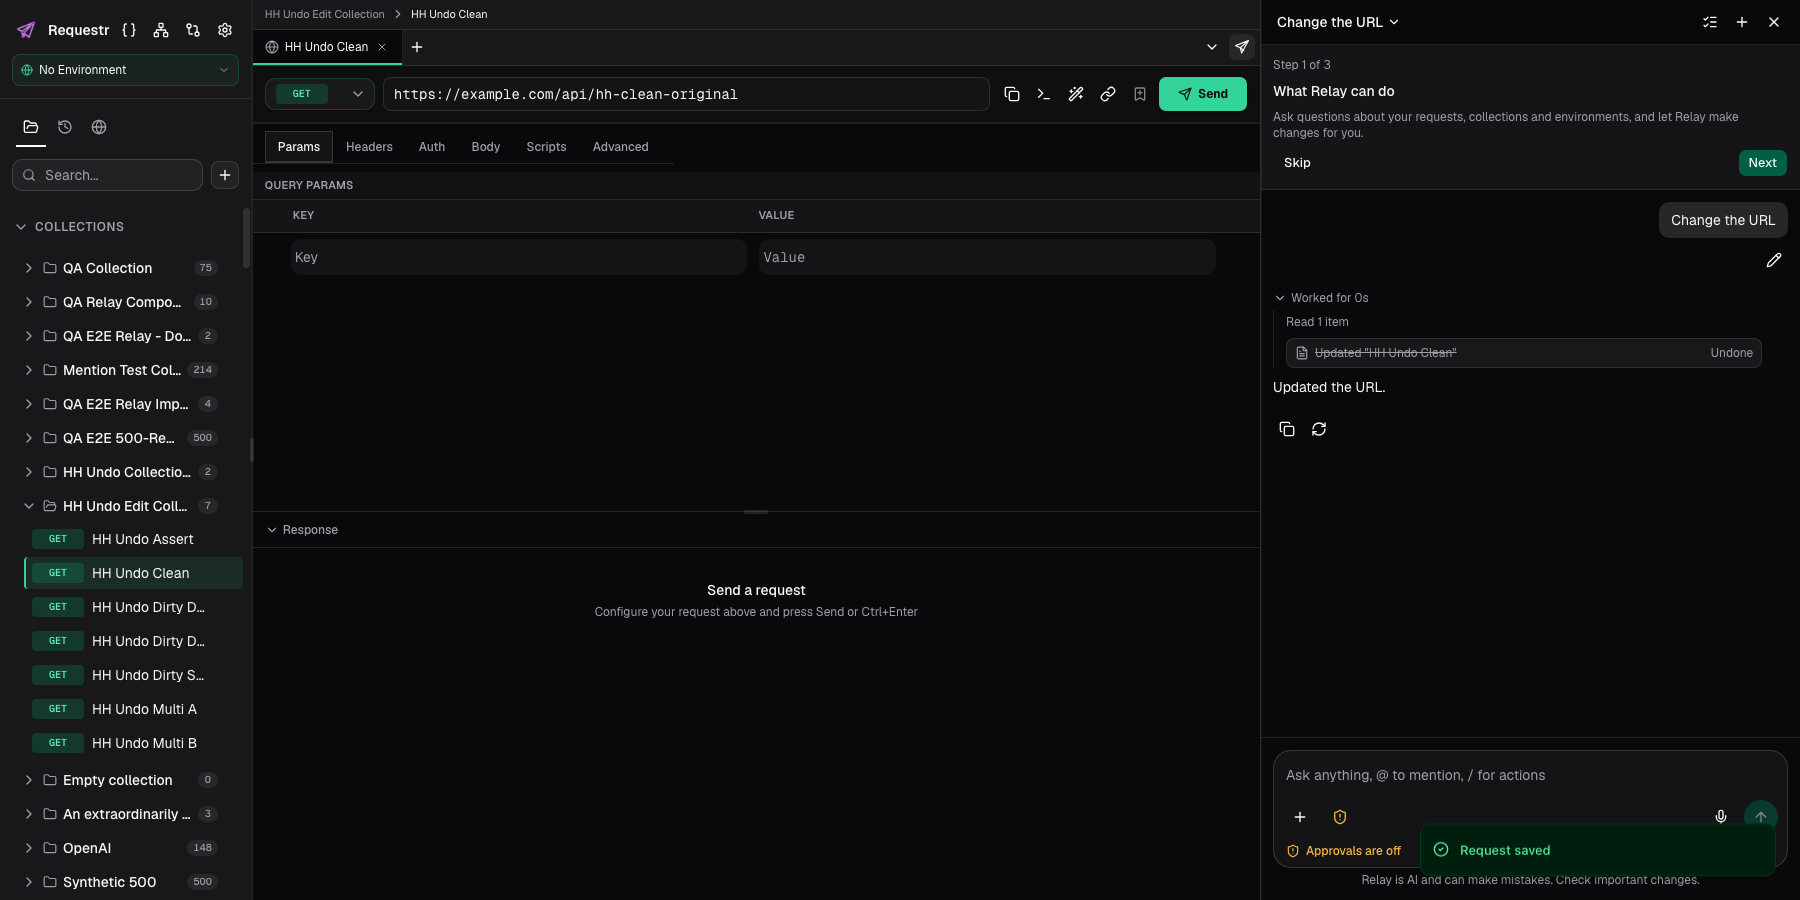 Requestr
No Environment
Search...
COLLECTIONS
QA Collection 75
QA Relay Compo... 10
QA E2E Relay - Do... 2
Mention Test Col... 214
QA E2E Relay Imp... 4
QA E2E 500-Re... 500
HH Undo Collectio... 2
HH Undo Edit Coll... 7
GET HH Undo Assert
GET HH Undo Clean
GET HH Undo Dirty D...
GET HH Undo Dirty D...
GET HH Undo Dirty S...
GET HH Undo Multi A
GET HH Undo Multi B
Empty collection 0
An extraordinarily ... 3
OpenAI 148
Synthetic 500 500
HH Undo Edit Collection > HH Undo Clean
HH Undo Clean
GET https://example.com/api/hh-clean-original Send
Params Headers Auth Body Scripts Advanced
QUERY PARAMS
KEY VALUE
Key Value
Response
Send a request
Configure your request above and press Send or Ctrl+Enter
Change the URL
Step 1 of 3
What Relay can do
Ask questions about your requests, collections and environments, and let Relay make
changes for you.
Skip Next
Change the URL
Worked for 0s
Read 1 item
Updated "HH Undo Clean" Undone
Updated the URL.
Ask anything, @ to mention, / for actions
Approvals are off
Request saved
Relay is AI and can make mistakes. Check important changes.